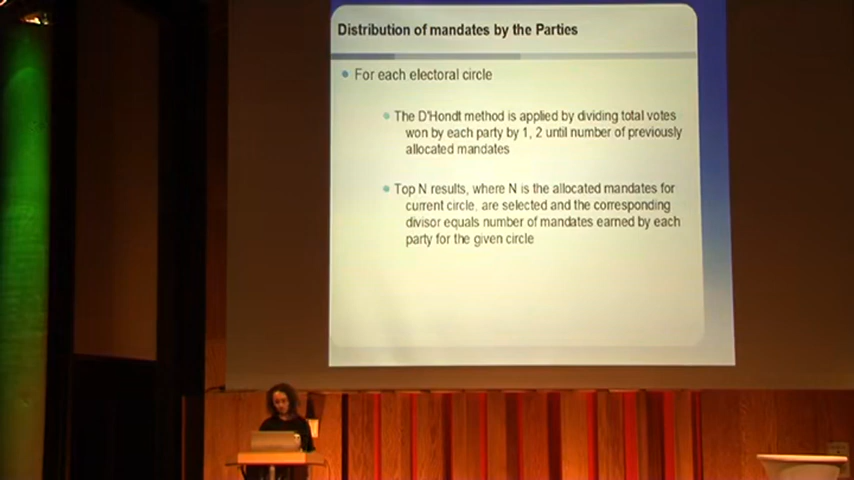 Distribution of mandates by the Parties
For each electoral circle
The D'Hondt method is applied by dividing total votes
won by each party by 1, 2 until number of previously
allocated mandates
Top N results, where N is the allocated mandates for
current circle, are selected and the corresponding
divisor equals number of mandates earned by each
party for the given circle